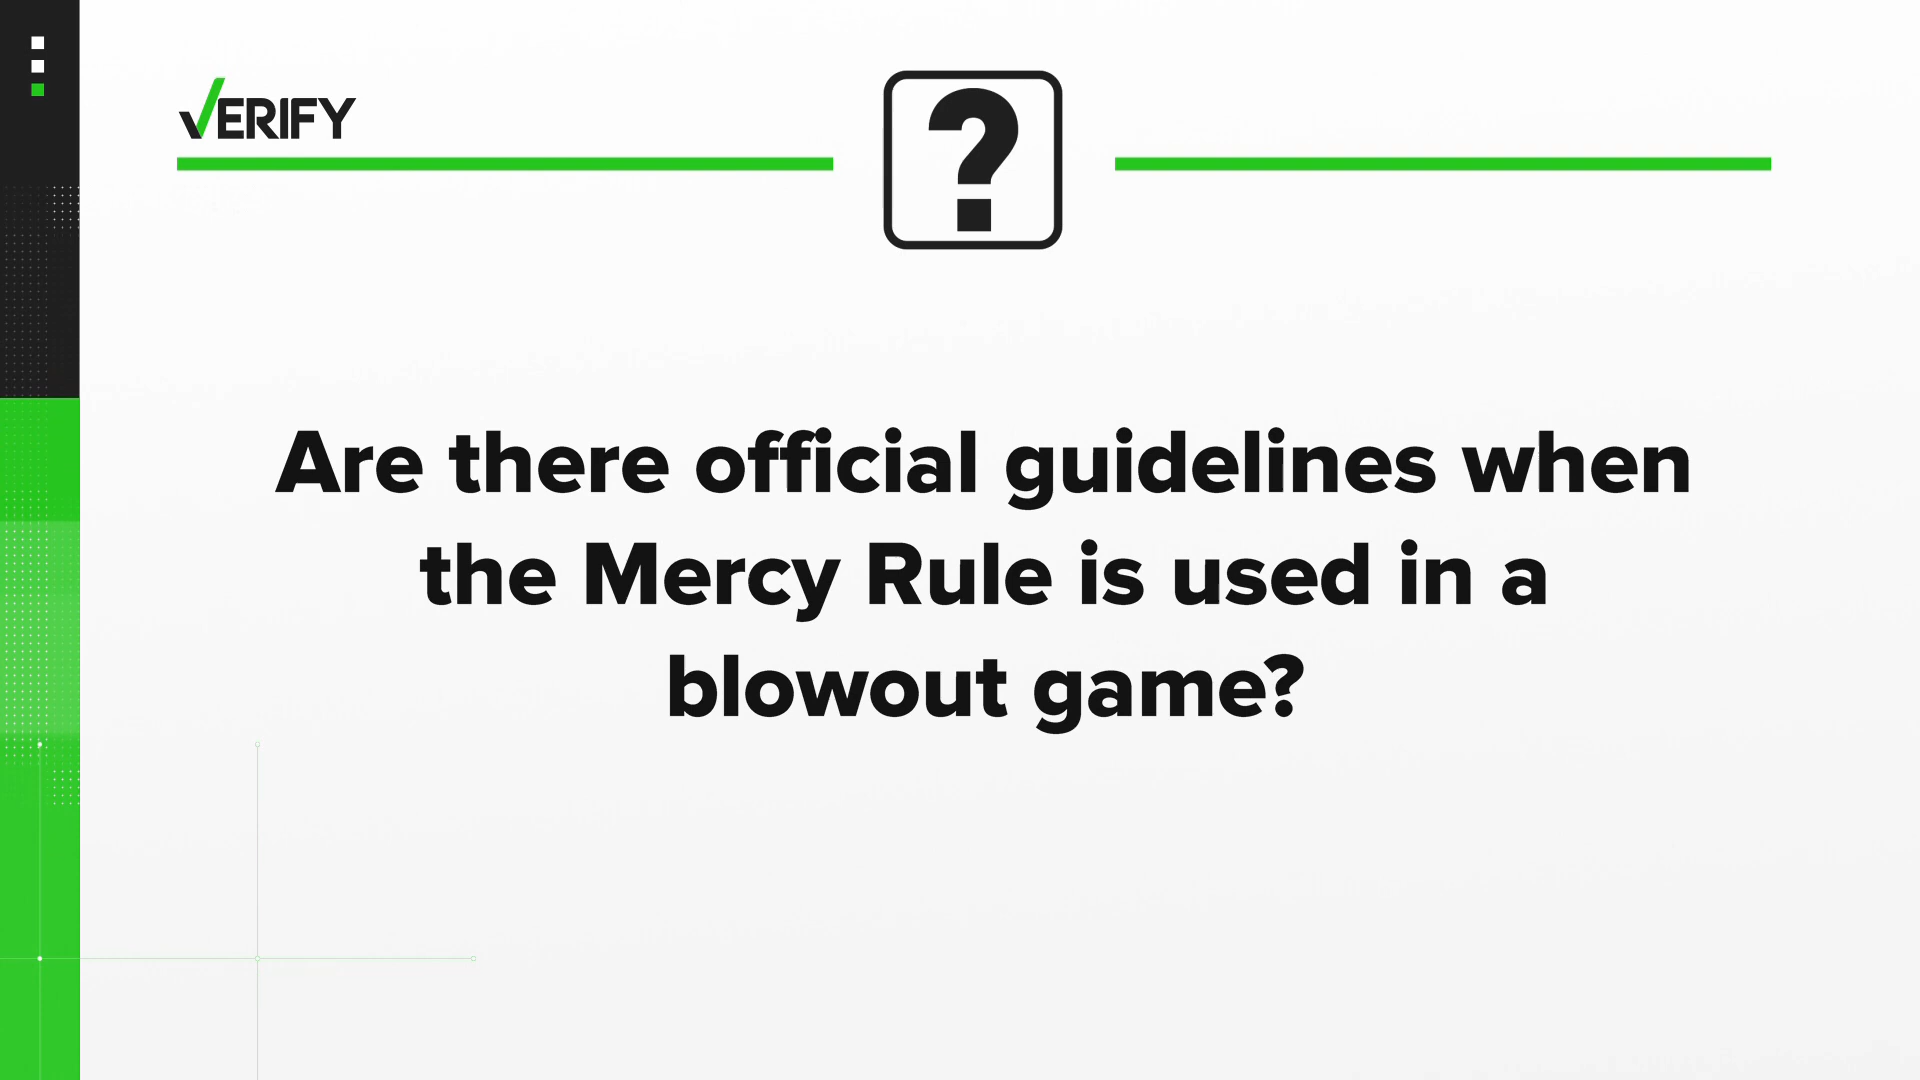 VERIFY
?
Are there official guidelines when
the Mercy Rule is used in a
blowout game?